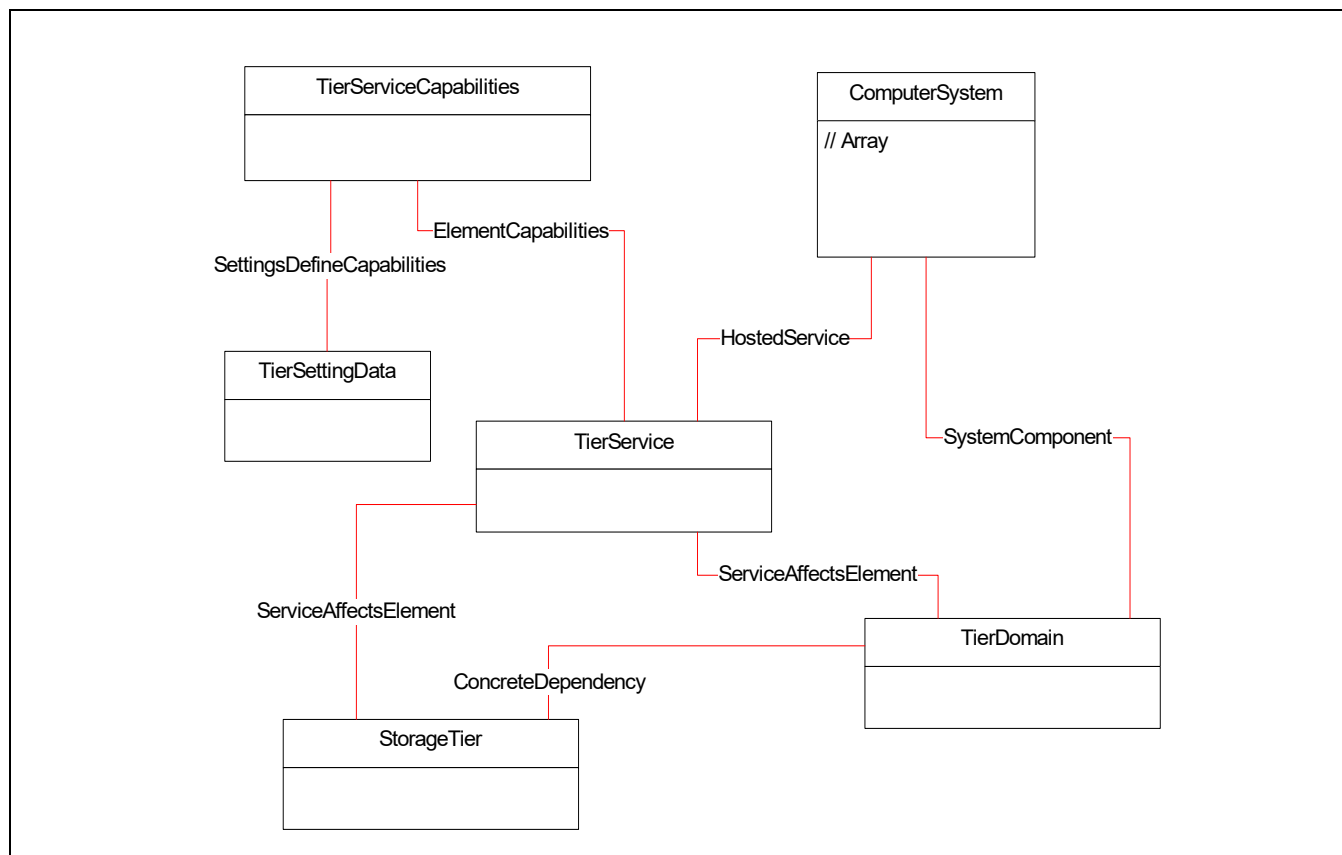 TierServiceCapabilities
ComputerSystem
// Array
ElementCapabilities
SettingsDefineCapabilities
HostedService
TierSettingData
TierService
SystemComponent
ServiceAffectsElement
ServiceAffectsElement
TierDomain
ConcreteDependency
StorageTier